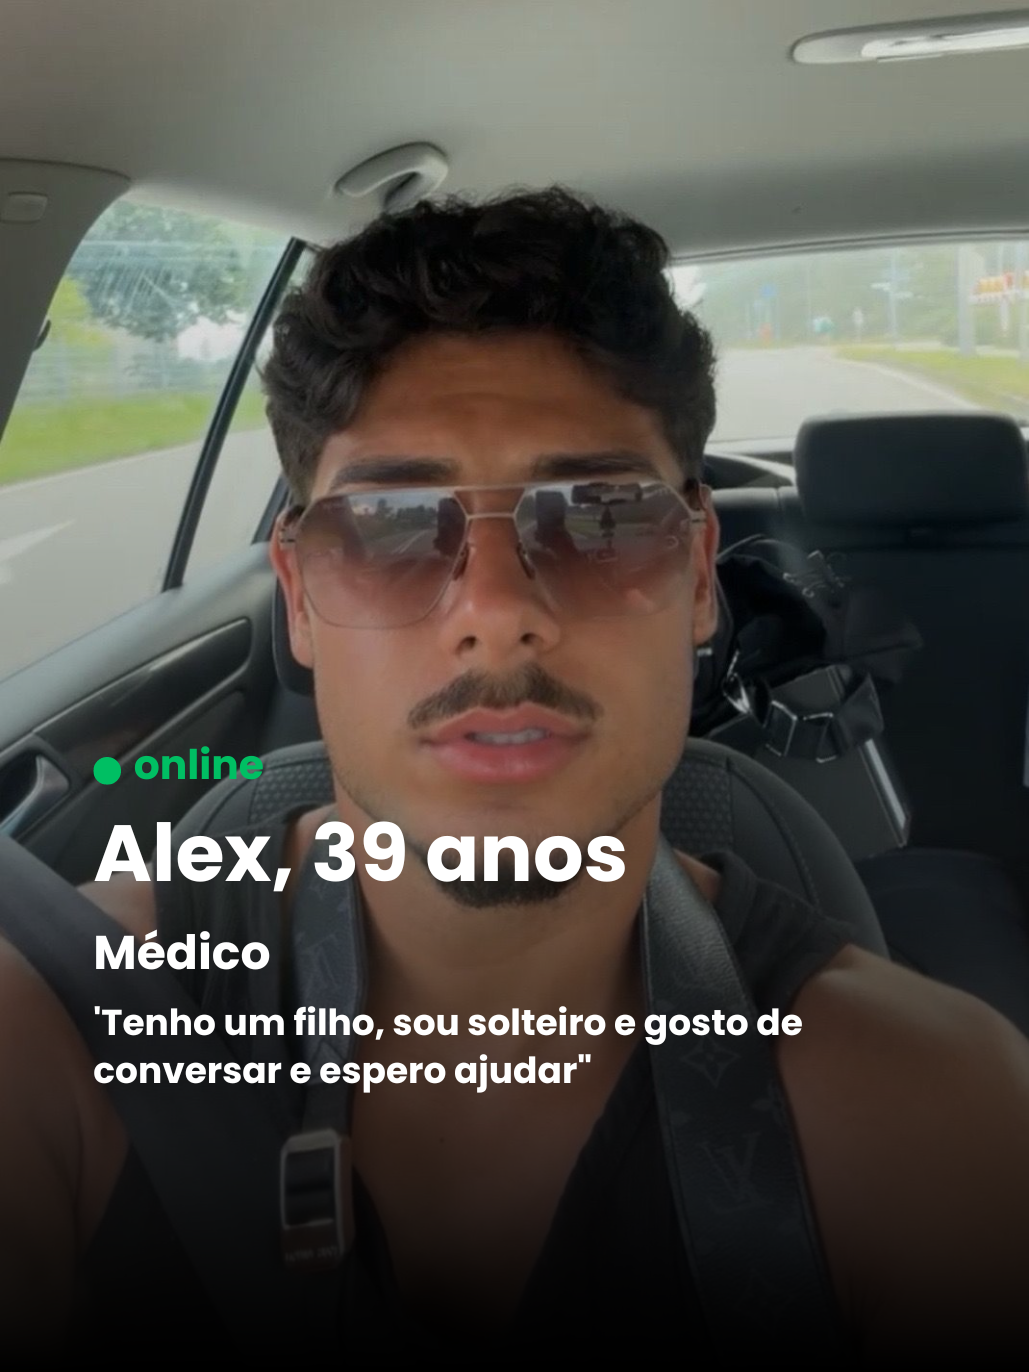 online
Alex, 39 anos
Médico
'Tenho um filho, sou solteiro e gosto de
conversar e espero ajudar"